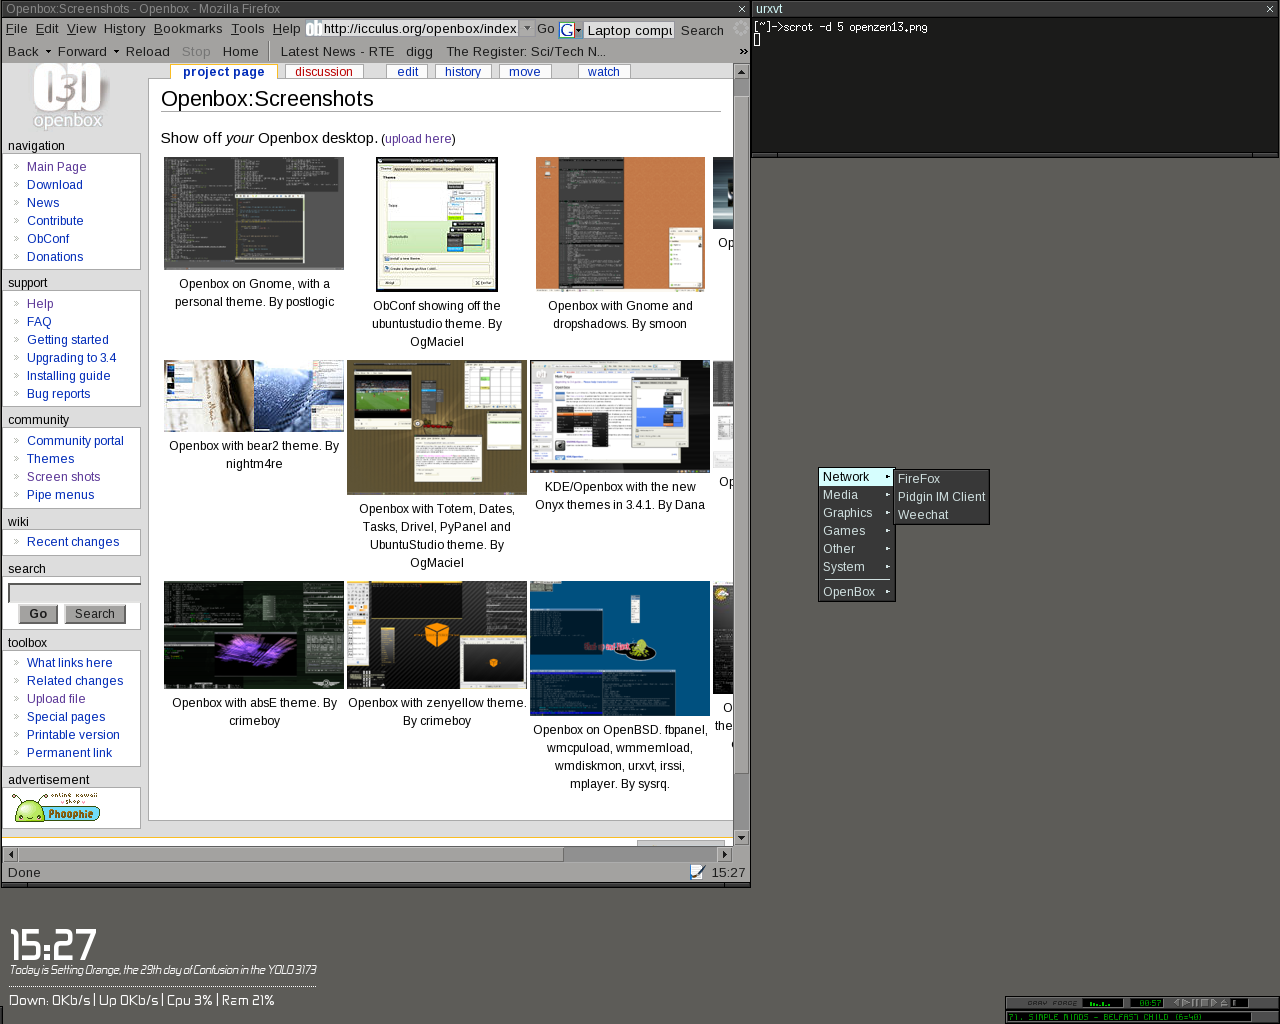 Openbox:Screenshots - Openbox - Mozilla Firefox
File Edit View History Bookmarks Tools Help http://icculus.org/openbox/index Go Laptop compu Search
Back Forward Reload Stop Home Latest News - RTE digg The Register: Sci/Tech N... »
openbox
project page discussion edit history move watch
Openbox:Screenshots
Show off your Openbox desktop. (upload here)
navigation
Main Page
Download
News
Contribute
ObConf
Donations
support
Help
FAQ
Getting started
Upgrading to 3.4
Installing guide
Bug reports
community
Community portal
Themes
Screen shots
Pipe menus
wiki
Recent changes
search
Go Search
toolbox
What links here
Related changes
Upload file
Special pages
Printable version
Permanent link
advertisement
online kawaii
shop
Phoophie
Openbox on Gnome, with a
personal theme. By postlogic
ObConf showing off the
ubuntustudio theme. By
OgMaciel
Openbox with Gnome and
dropshadows. By smoon
Openbox with bear2 theme. By
nightm4re
Openbox with Totem, Dates,
Tasks, Drivel, PyPanel and
UbuntuStudio theme. By
OgMaciel
KDE/Openbox with the new
Onyx themes in 3.4.1. By Dana
Openbox with absE theme. By
crimeboy
Openbox with zenyellow theme.
By crimeboy
Openbox on OpenBSD. fbpanel,
wmcpuload, wmmemload,
wmdiskmon, urxvt, irssi,
mplayer. By sysrq.
Done 15:27
urxvt
[~]->scrot -d 5 openzen13.png
Network
Media
Graphics
Games
Other
System
OpenBox
FireFox
Pidgin IM Client
Weechat
15:27
Today is Setting Orange, the 29th day of Confusion in the YOLD 3173
Down: 0Kb/s | Up 0Kb/s | Cpu 3% | Ram 21%
00:57
71. SIMPLE MINDS - BELFAST CHILD (6:40)